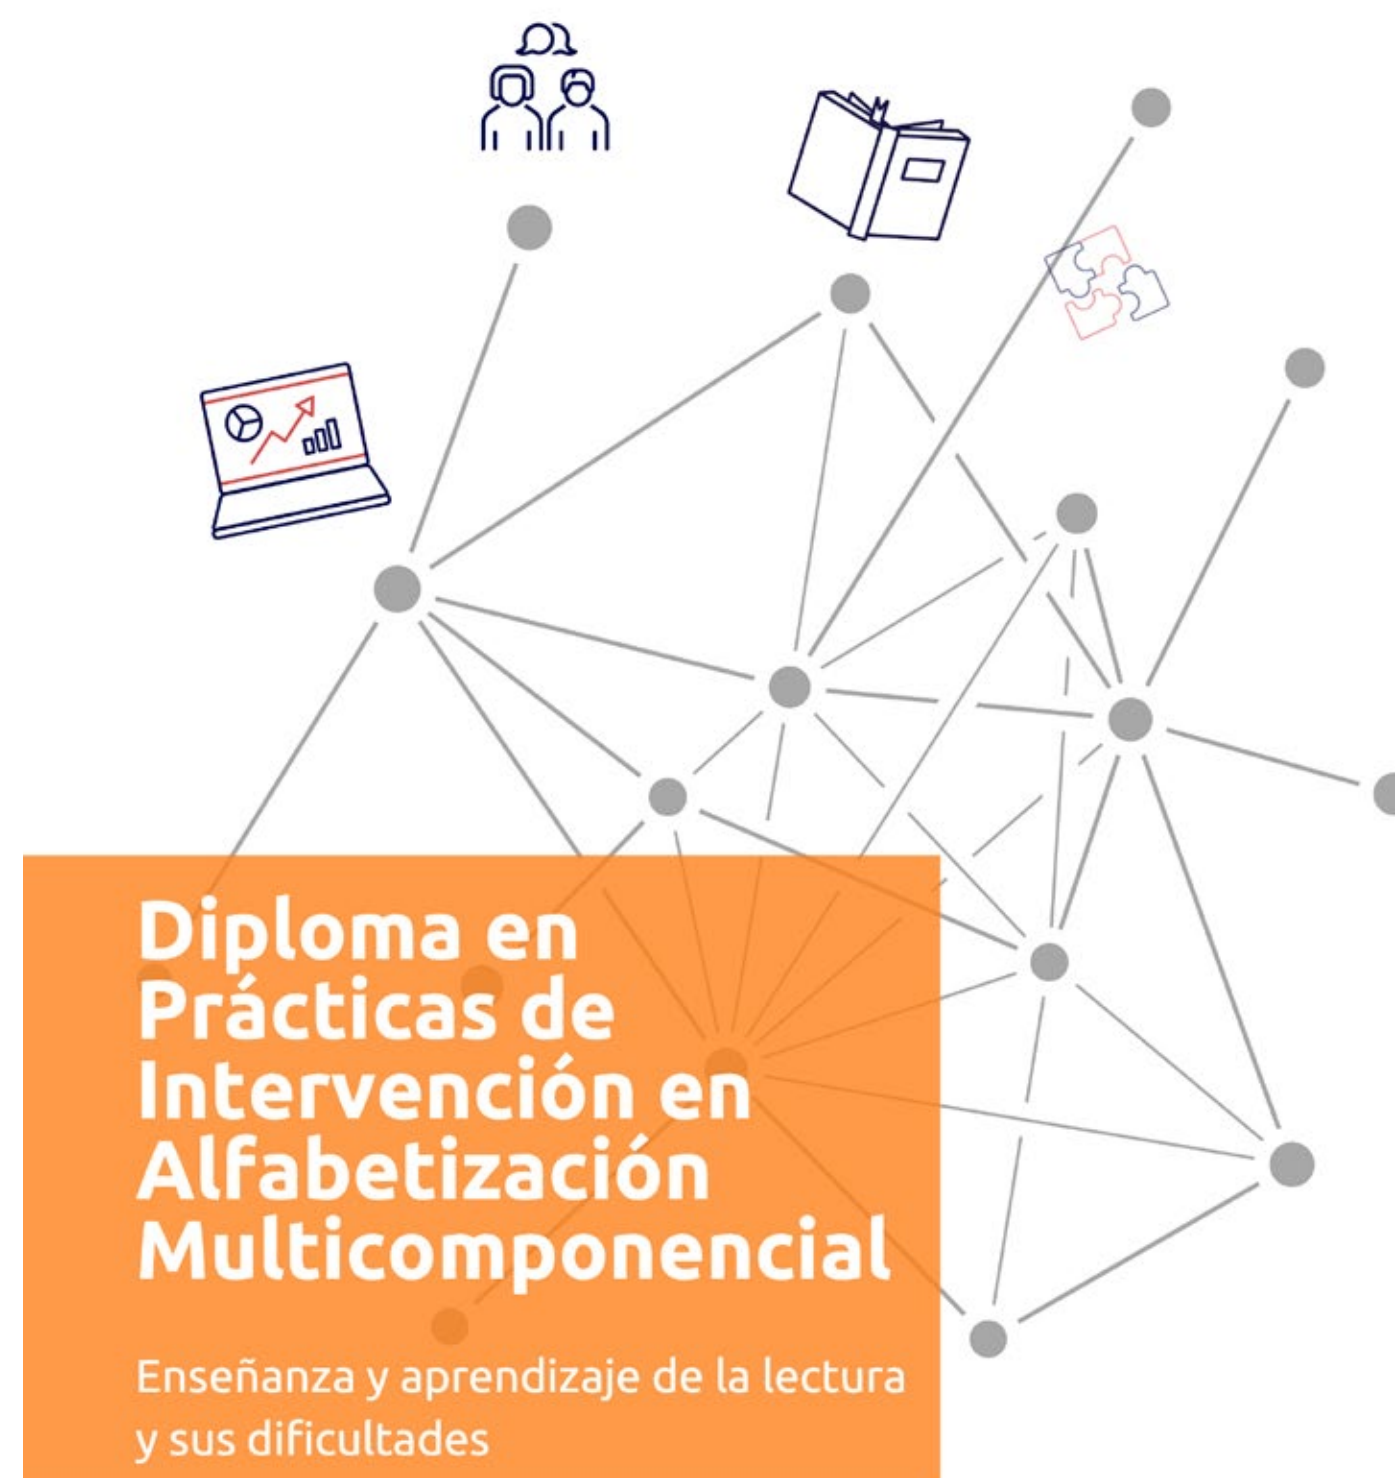 Diploma en
Prácticas de
Intervención en
Alfabetización
Multicomponencial
Enseñanza y aprendizaje de la lectura
y sus dificultades